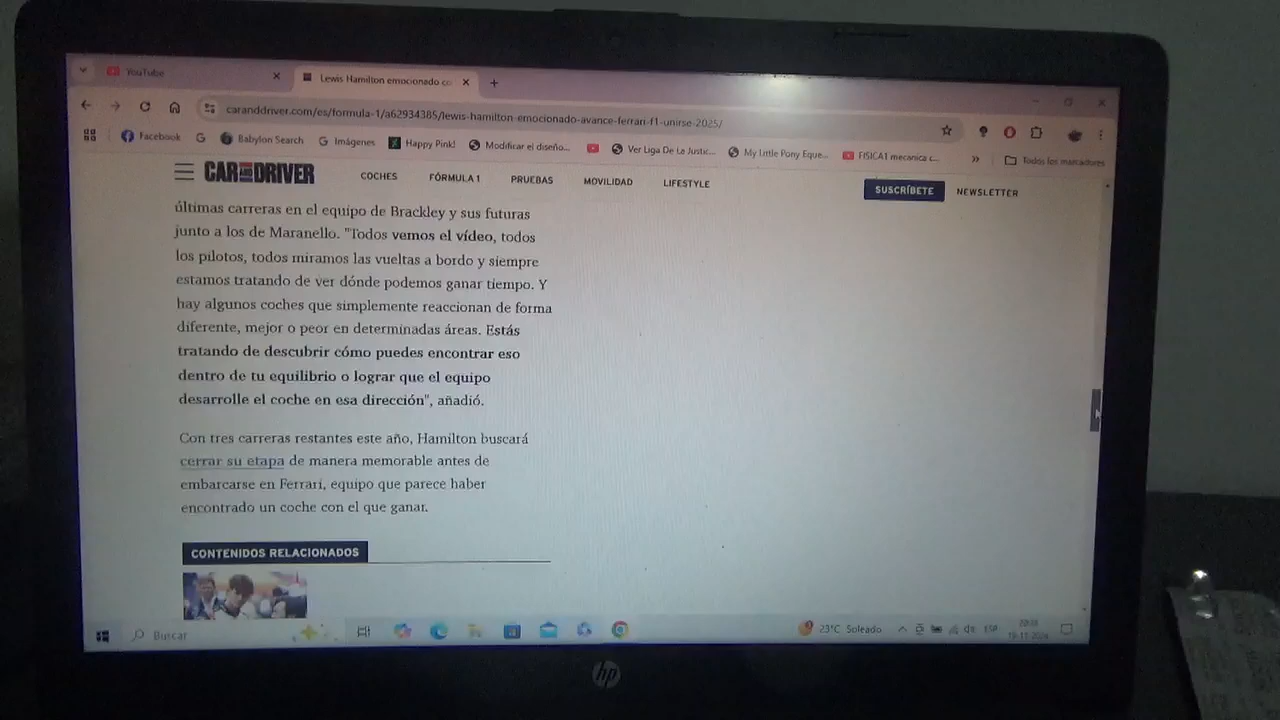 YouTube
Lewis Hamilton emocionado co
caranddriver.com/es/formula-1/a62934385/lewis-hamilton-emocionado-avance-ferrari-f1-unirse-2025/
Facebook
Babylon Search
Imágenes
Happy Pink!
Modificar el diseño...
Ver Liga De La Justic...
My Little Pony Eque...
FISICA1 mecanica c...
Todos los marcadores
CAR AND DRIVER
COCHES
FÓRMULA 1
PRUEBAS
MOVILIDAD
LIFESTYLE
SUSCRÍBETE
NEWSLETTER
últimas carreras en el equipo de Brackley y sus futuras
junto a los de Maranello. "Todos vemos el vídeo, todos
los pilotos, todos miramos las vueltas a bordo y siempre
estamos tratando de ver dónde podemos ganar tiempo. Y
hay algunos coches que simplemente reaccionan de forma
diferente, mejor o peor en determinadas áreas. Estás
tratando de descubrir cómo puedes encontrar eso
dentro de tu equilibrio o lograr que el equipo
desarrolle el coche en esa dirección", añadió.
Con tres carreras restantes este año, Hamilton buscará
cerrar su etapa de manera memorable antes de
embarcarse en Ferrari, equipo que parece haber
encontrado un coche con el que ganar.
CONTENIDOS RELACIONADOS
Buscar
23°C Soleado
ESP
hp